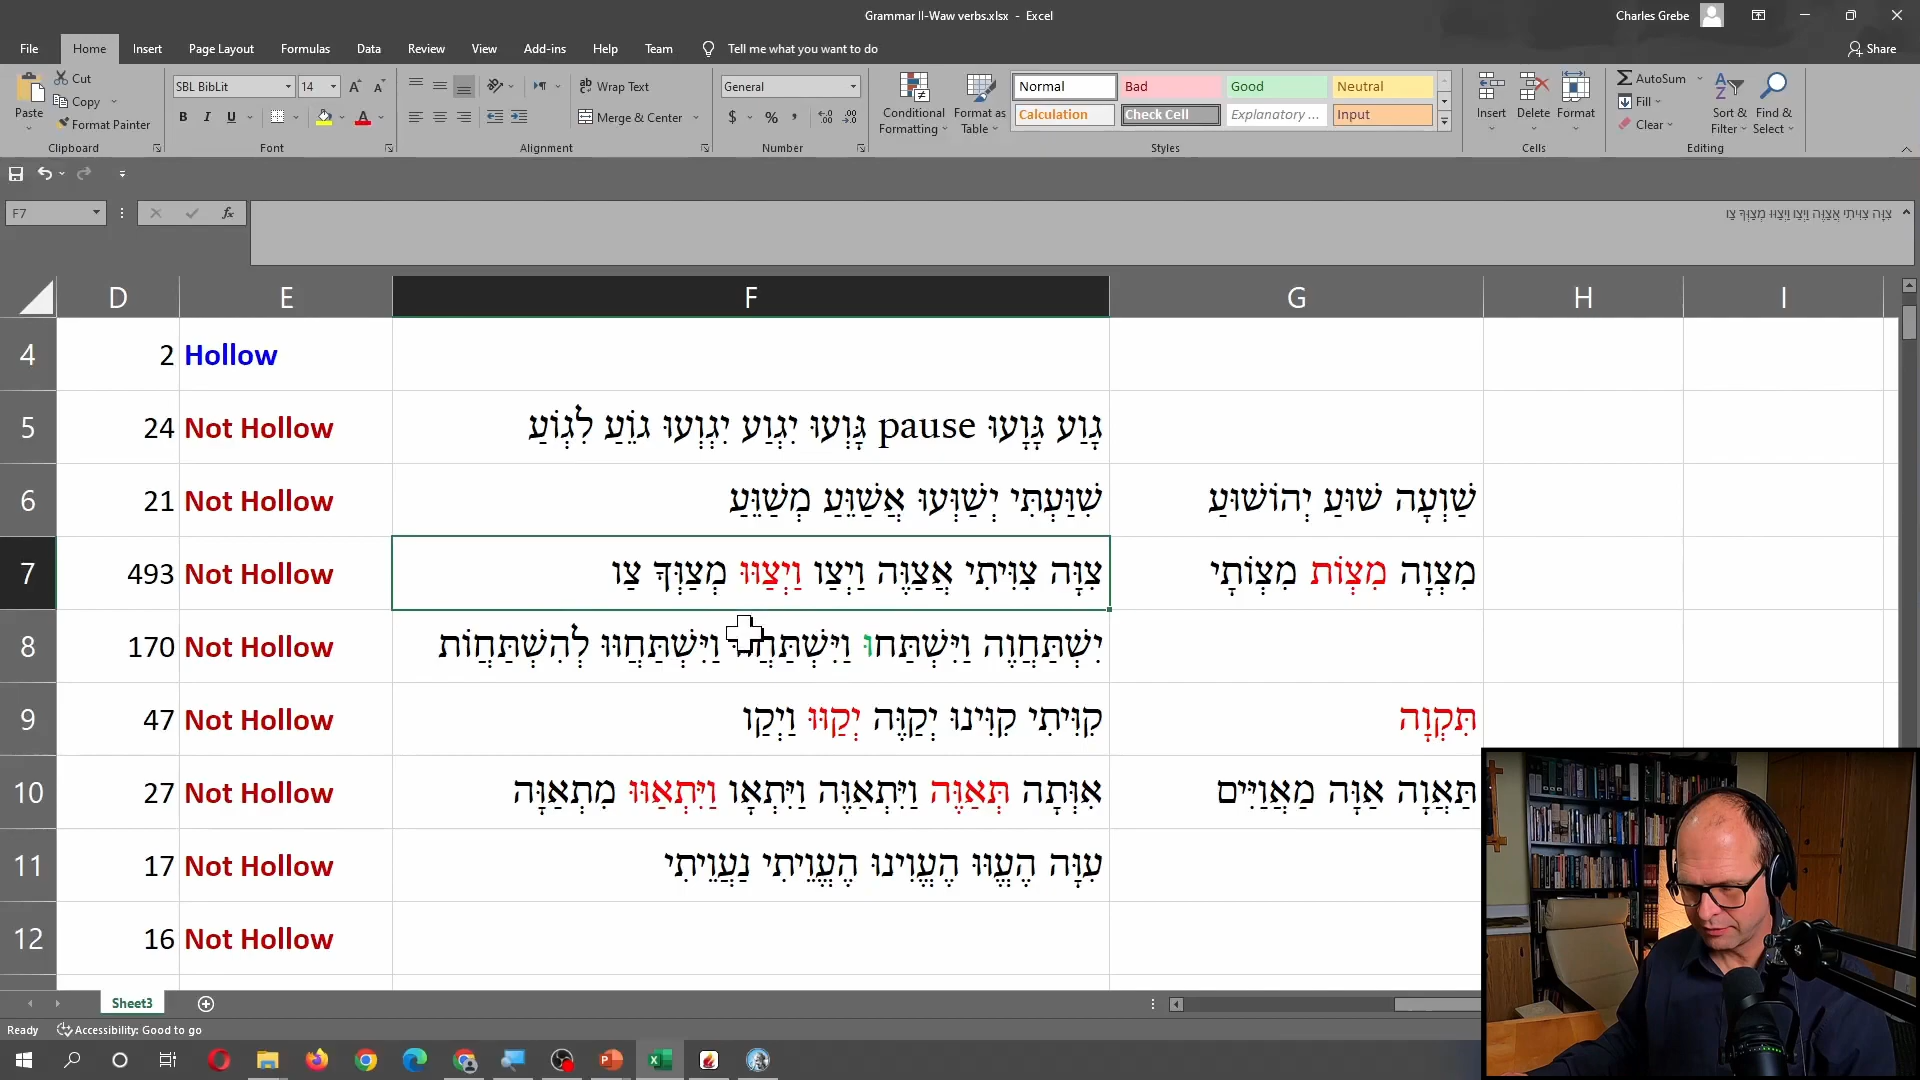 Grammar II-Waw verbs.xlsx - Excel
Charles Grebe
File Home Insert Page Layout Formulas Data Review View Add-ins Help Team Tell me what you want to do Share
Cut
Copy
Format Painter
Paste
Clipboard
SBL BibLit 14
B I U
Font
Wrap Text
Merge & Center
Alignment
General
$ % ,
Number
Conditional Formatting
Format as Table
Normal Bad Good Neutral
Calculation Check Cell Explanatory ... Input
Styles
Insert Delete Format
Cells
AutoSum
Fill
Clear
Sort & Filter
Find & Select
Editing
F7 fx צִוָּה צִוִּיתִי אֲצַוֶּה וַיְצַו וַיְצַוּוּ מְצַוְּךָ צַו
D E F G H I
4 2 Hollow
5 24 Not Hollow גָּוַע גָּוָעוּ pause גָּוְעוּ יִגְוַע יִגְוְעוּ גֹוֵעַ לִגְוֹעַ
6 21 Not Hollow שִׁוַּעְתִּי יְשַׁוְּעוּ אֲשַׁוֵּעַ מְשַׁוֵּעַ שַׁוְעָה שׁוּעַ יְהוֹשׁוּעַ
7 493 Not Hollow צִוָּה צִוִּיתִי אֲצַוֶּה וַיְצַו וַיְצַוּוּ מְצַוְּךָ צַו מִצְוָה מִצְוֹת מִצְוֹתָי
8 170 Not Hollow יִשְׁתַּחֲוֶה וַיִּשְׁתַּחוּ וַיִּשְׁתַּחֲווּ לְהִשְׁתַּחֲוֹת
9 47 Not Hollow קִוִּיתִי קִוִּינוּ יְקַוֶּה יְקַוּוּ וַיְקַו תִּקְוָה
10 27 Not Hollow אִוְּתָה תְּאַוֶּה וַיִּתְאַוֶּה וַיִּתְאָו וַיִּתְאַוּוּ מִתְאַוָּה תַּאֲוָה אַוָּה מַאֲוַיִּים
11 17 Not Hollow עִוָּה הֶעֱווּ הֶעֱוִינוּ הֶעֱוֵיתִי נַעֲוֵיתִי
12 16 Not Hollow
Sheet3
Ready Accessibility: Good to go